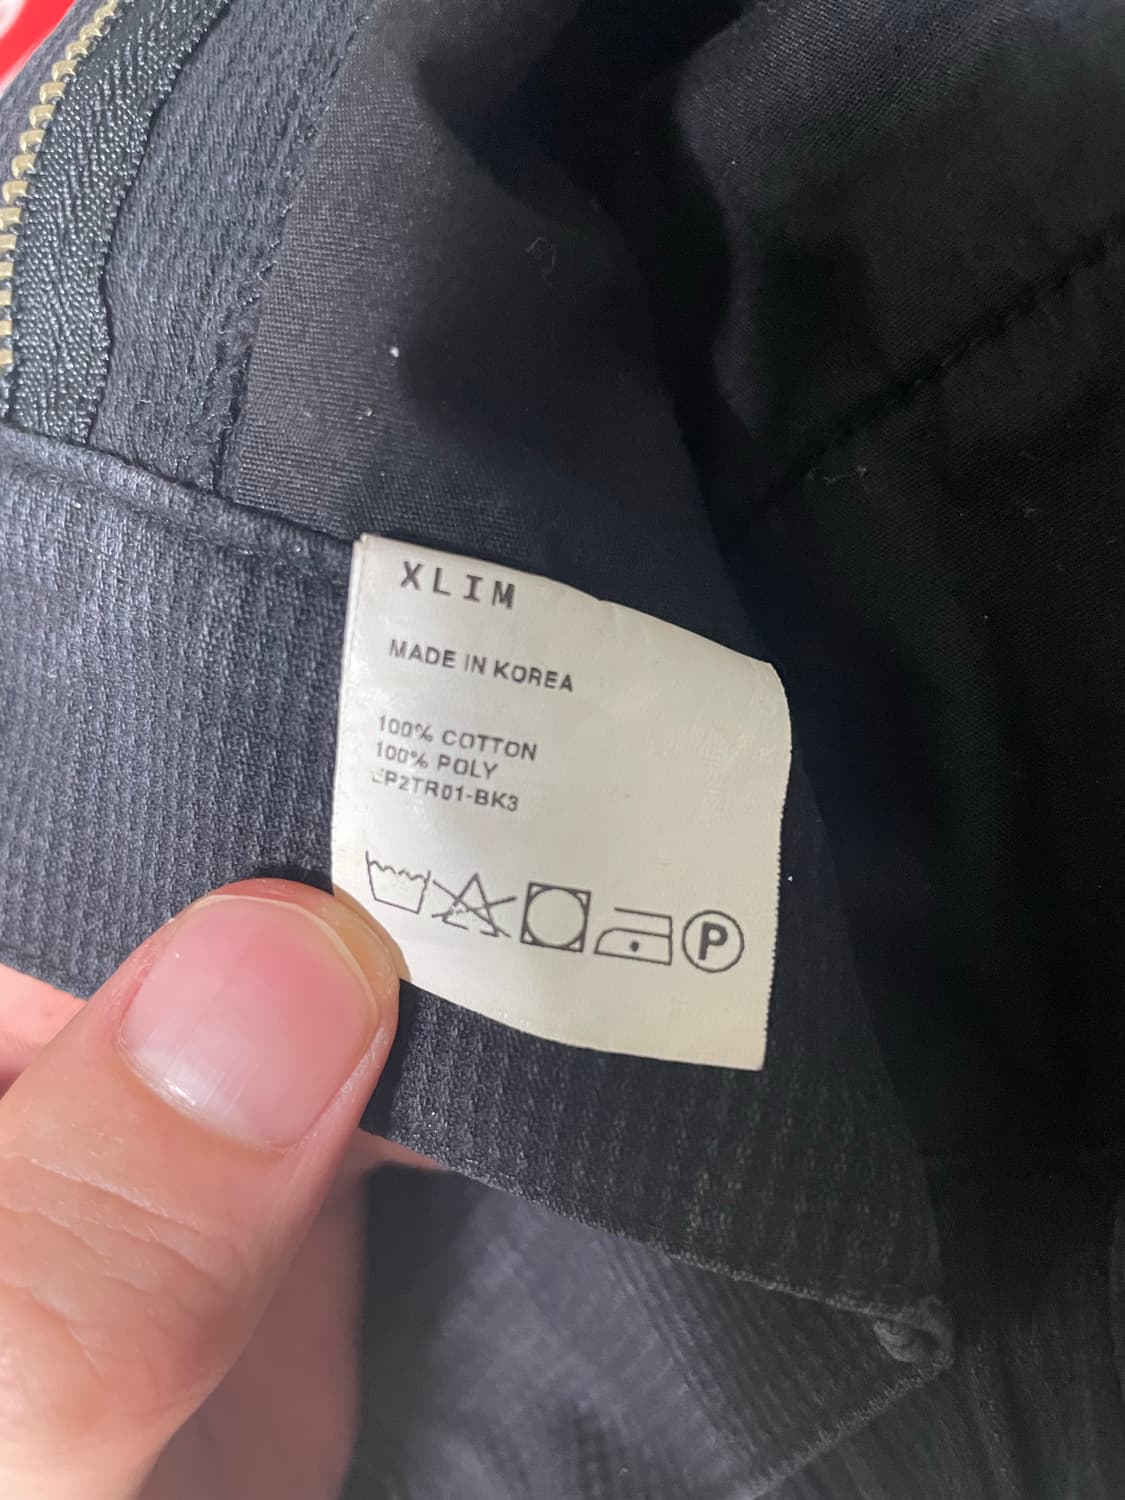 XLIM
MADE IN KOREA
100% COTTON
100% POLY
EP2TR01-BK3
P